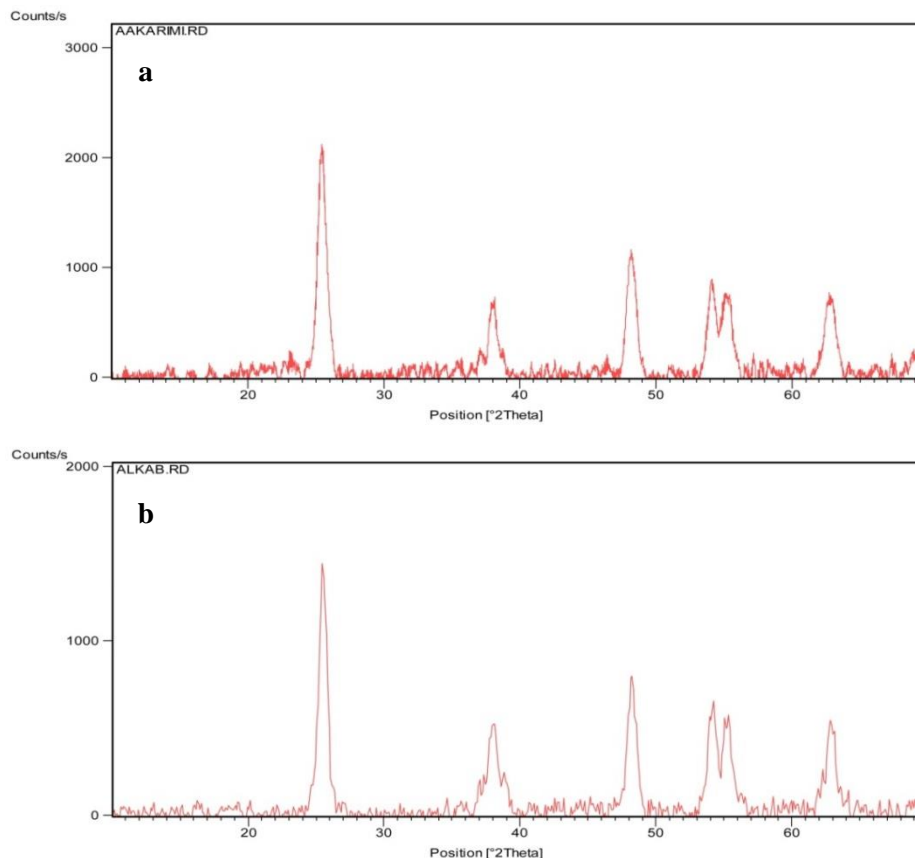 Counts/s
AAKARIMI.RD
3000
a
2000
1000
0
20 30 40 50 60
Position [°2Theta]
Counts/s
2000
ALKAB.RD
b
1000
0
20 30 40 50 60
Position [°2Theta]